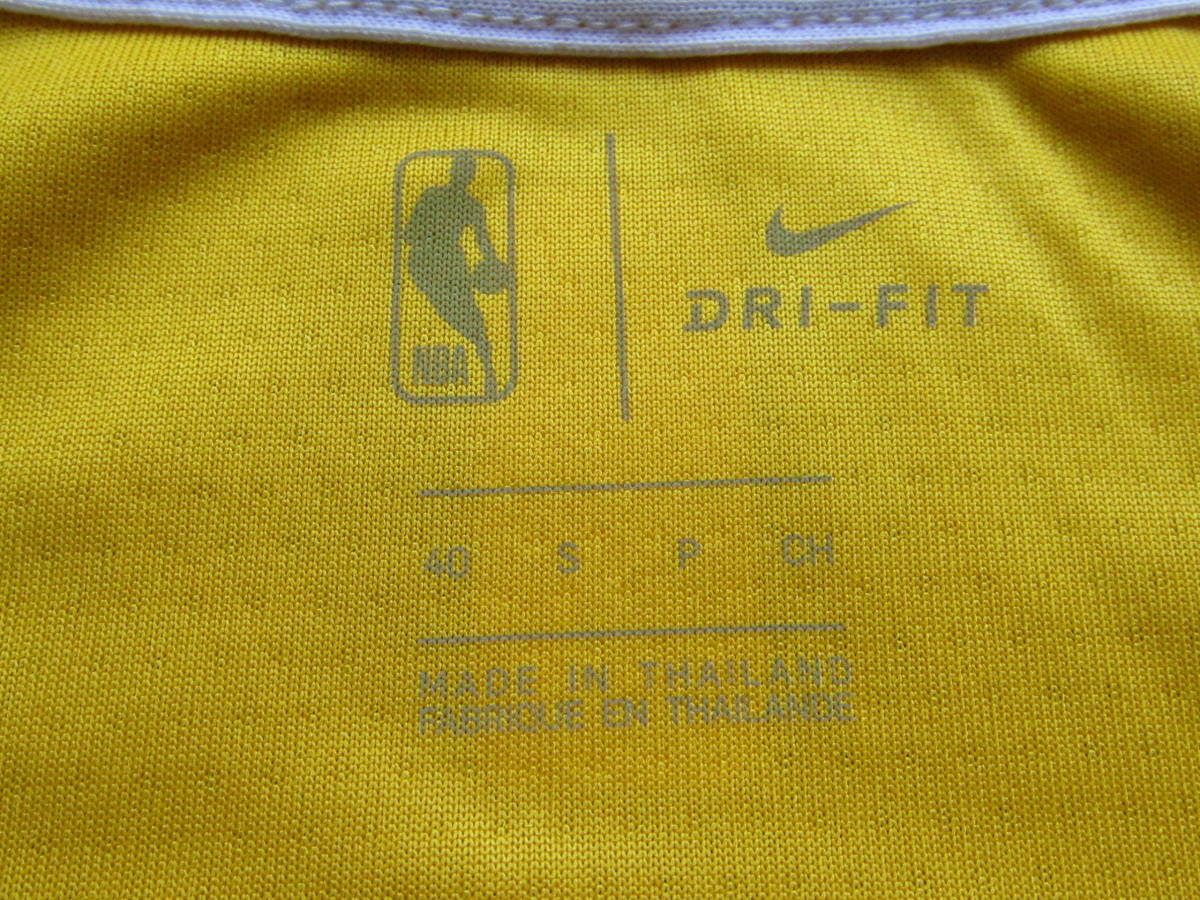 NBA
DRI-FIT
40 S P CH
MADE IN THAILAND
FABRIQUE EN THAILANDE